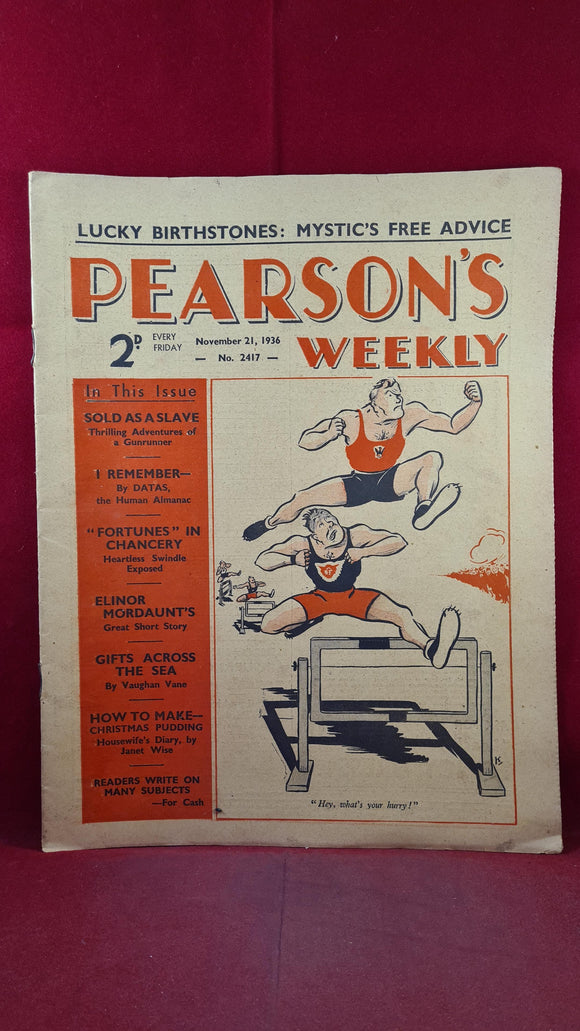 LUCKY BIRTHSTONES: MYSTIC'S FREE ADVICE
PEARSON'S
WEEKLY
2D. EVERY FRIDAY
November 21, 1936
— No. 2417 —
In This Issue
SOLD AS A SLAVE
Thrilling Adventures of
a Gunrunner
I REMEMBER—
By DATAS,
the Human Almanac
"FORTUNES" IN
CHANCERY
Heartless Swindle
Exposed
ELINOR
MORDAUNT'S
Great Short Story
GIFTS ACROSS
THE SEA
By Vaughan Vane
HOW TO MAKE—
CHRISTMAS PUDDING
Housewife's Diary, by
Janet Wise
READERS WRITE ON
MANY SUBJECTS
—For Cash
"Hey, what's your hurry!"